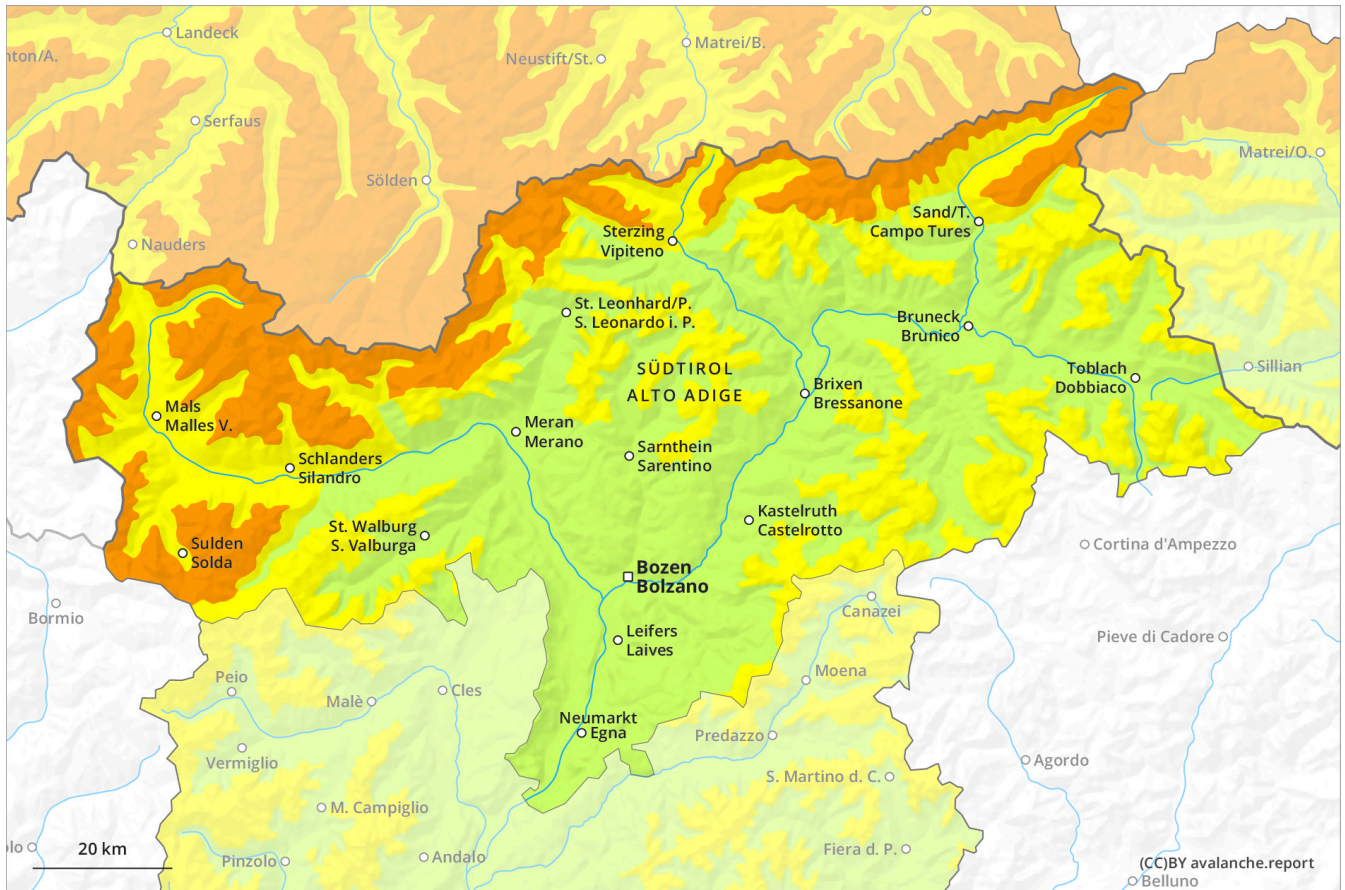 Landeck
nton/A.
Neustift/St.
Matrei/B.
Serfaus
Matrei/O.
Sölden
Nauders
Sand/T.
Campo Tures
Sterzing
Vipiteno
St. Leonhard/P.
S. Leonardo i. P.
Bruneck
Brunico
SÜDTIROL
ALTO ADIGE
Toblach
Dobbiaco
Sillian
Brixen
Bressanone
Mals
Malles V.
Meran
Merano
Schlanders
Silandro
Sarnthein
Sarentino
Kastelruth
Castelrotto
St. Walburg
S. Valburga
Sulden
Solda
Cortina d'Ampezzo
Bozen
Bolzano
Bormio
Canazei
Leifers
Laives
Pieve di Cadore
Peio
Malè
Cles
Moena
Neumarkt
Egna
Predazzo
Vermiglio
Agordo
S. Martino d. C.
M. Campiglio
olo
20 km
Pinzolo
Andalo
Fiera d. P.
(CC)BY avalanche.report
Belluno